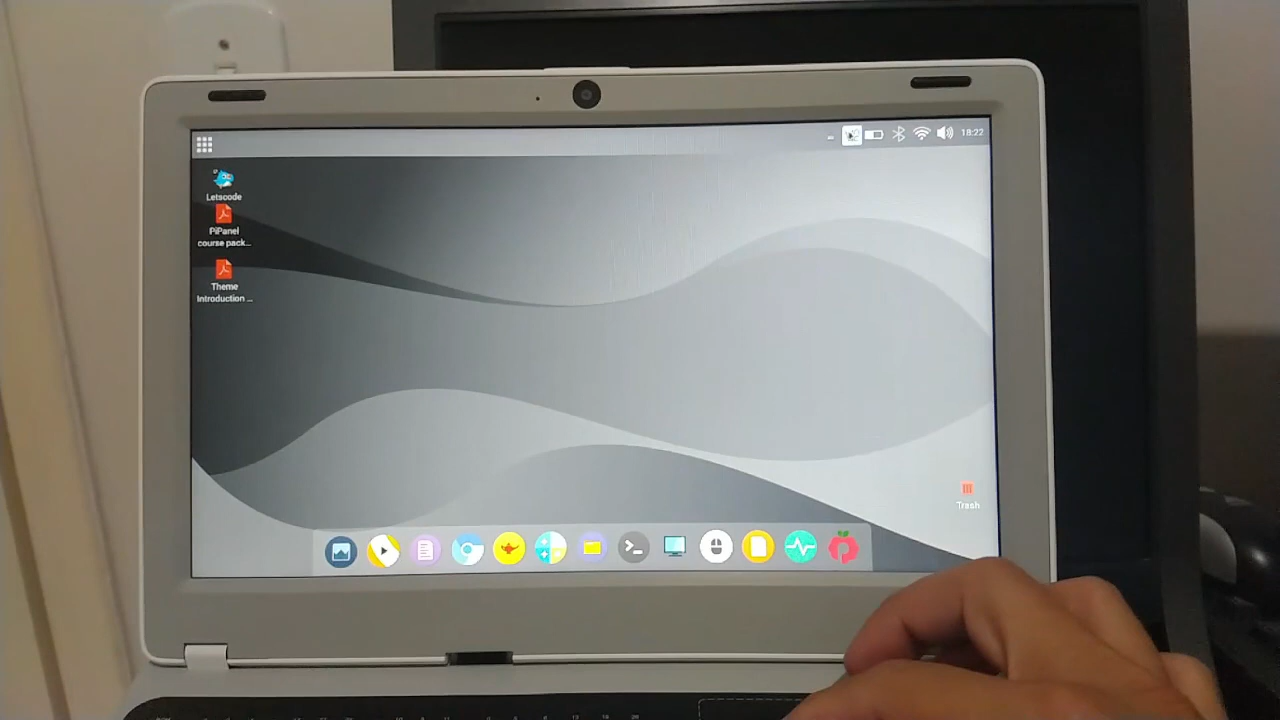 18:22
Letscode
PiPanel
course pack...
Theme
Introduction ...
Trash